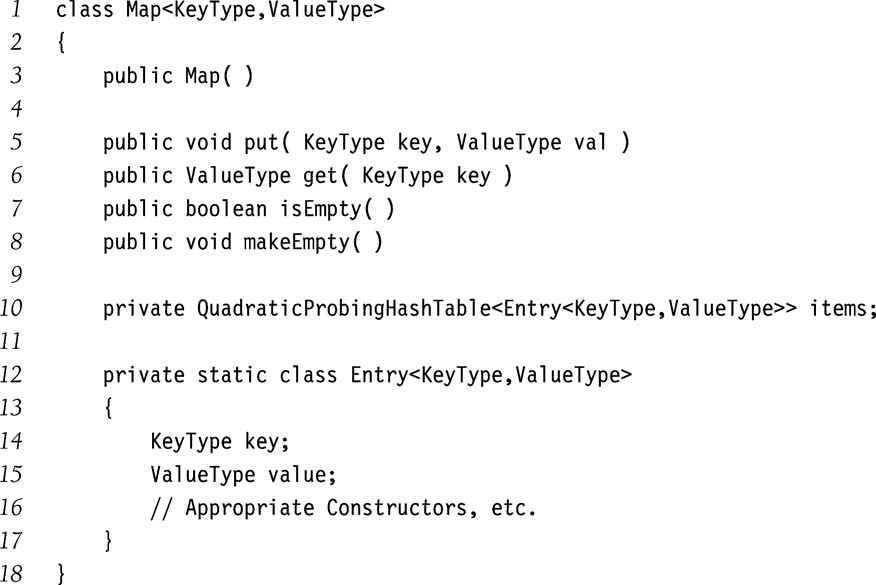 1 class Map<KeyType,ValueType>
2 {
3     public Map( )
4
5     public void put( KeyType key, ValueType val )
6     public ValueType get( KeyType key )
7     public boolean isEmpty( )
8     public void makeEmpty( )
9
10     private QuadraticProbingHashTable<Entry<KeyType,ValueType>> items;
11
12     private static class Entry<KeyType,ValueType>
13     {
14         KeyType key;
15         ValueType value;
16         // Appropriate Constructors, etc.
17     }
18 }